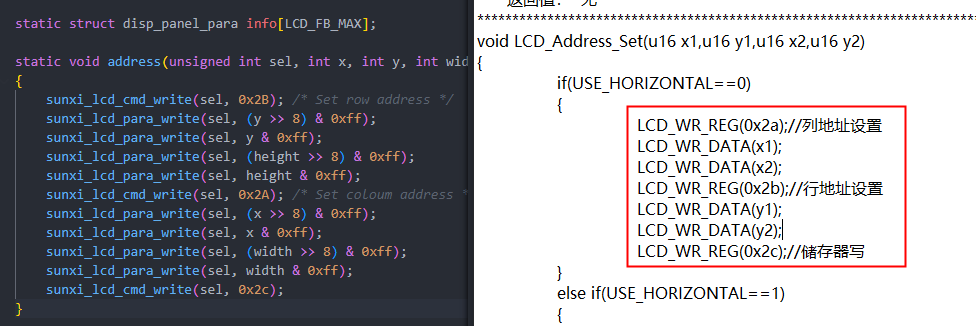 static struct disp_panel_para info[LCD_FB_MAX];
static void address(unsigned int sel, int x, int y, int wid
{
sunxi_lcd_cmd_write(sel, 0x2B); /* Set row address */
sunxi_lcd_para_write(sel, (y >> 8) & 0xff);
sunxi_lcd_para_write(sel, y & 0xff);
sunxi_lcd_para_write(sel, (height >> 8) & 0xff);
sunxi_lcd_para_write(sel, height & 0xff);
sunxi_lcd_cmd_write(sel, 0x2A); /* Set coloum address *
sunxi_lcd_para_write(sel, (x >> 8) & 0xff);
sunxi_lcd_para_write(sel, x & 0xff);
sunxi_lcd_para_write(sel, (width >> 8) & 0xff);
sunxi_lcd_para_write(sel, width & 0xff);
sunxi_lcd_cmd_write(sel, 0x2c);
}
返回值: 无
******************************************************************************
void LCD_Address_Set(u16 x1,u16 y1,u16 x2,u16 y2)
{
if(USE_HORIZONTAL==0)
{
LCD_WR_REG(0x2a);//列地址设置
LCD_WR_DATA(x1);
LCD_WR_DATA(x2);
LCD_WR_REG(0x2b);//行地址设置
LCD_WR_DATA(y1);
LCD_WR_DATA(y2);
LCD_WR_REG(0x2c);//储存器写
}
else if(USE_HORIZONTAL==1)
{